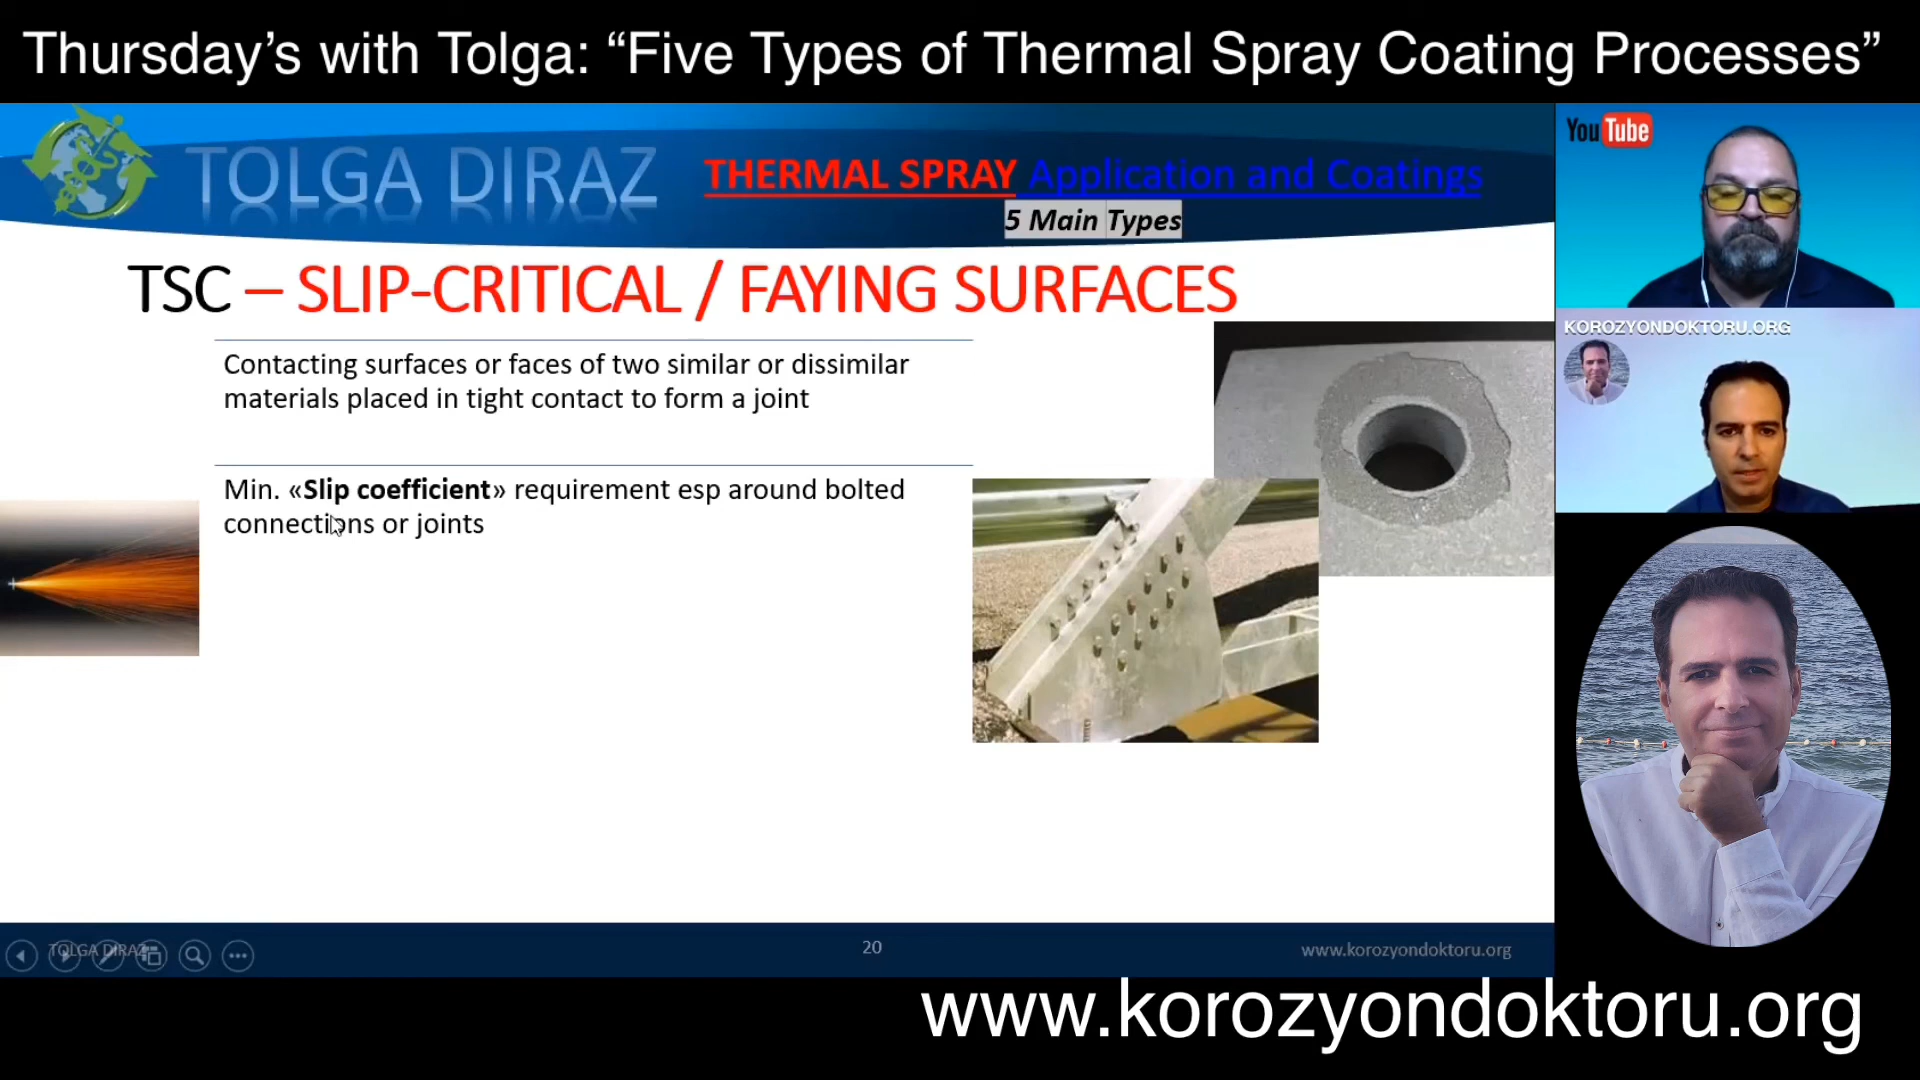 Thursday’s with Tolga: “Five Types of Thermal Spray Coating Processes”
TOLGA DIRAZ
THERMAL SPRAY Application and Coatings
5 Main Types
YouTube
KOROZYONDOKTORU.ORG
TSC – SLIP-CRITICAL / FAYING SURFACES
Contacting surfaces or faces of two similar or dissimilar
materials placed in tight contact to form a joint
Min. «Slip coefficient» requirement esp around bolted
connections or joints
TOLGA DIRAZ
20
www.korozyondoktoru.org
www.korozyondoktoru.org